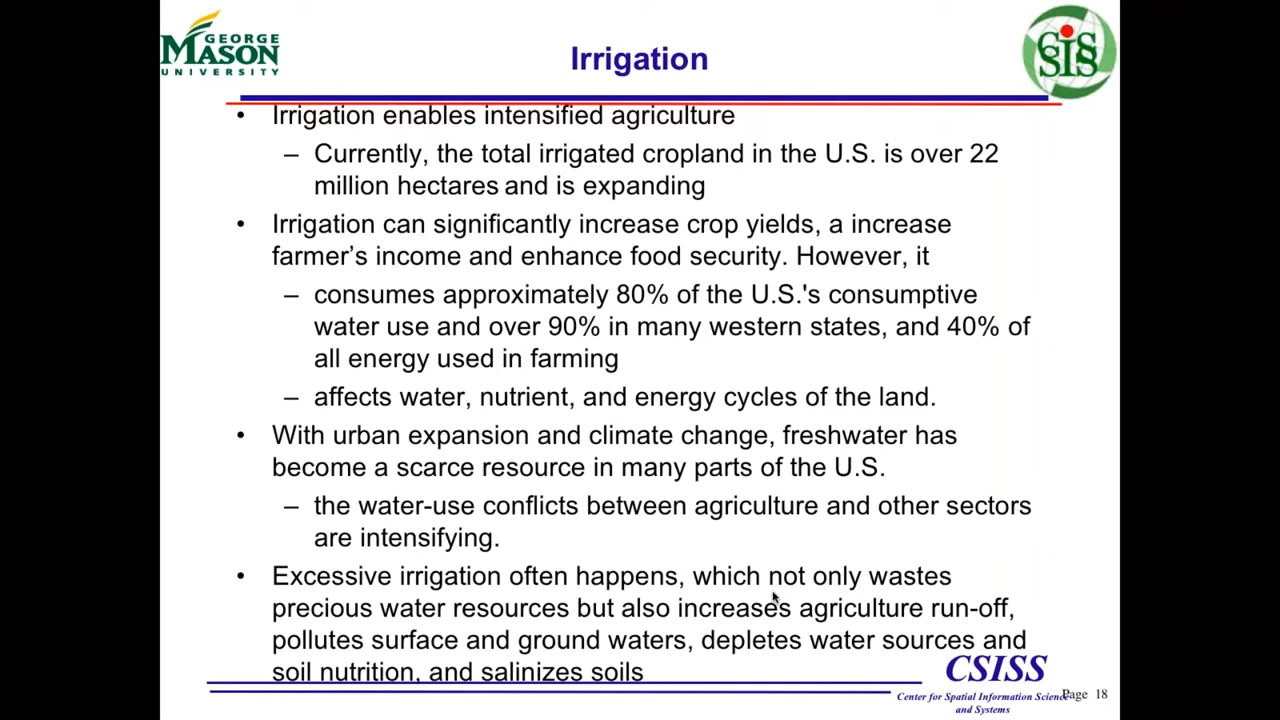 GEORGE
MASON
UNIVERSITY
Irrigation
SIS
• Irrigation enables intensified agriculture
– Currently, the total irrigated cropland in the U.S. is over 22
million hectares and is expanding
• Irrigation can significantly increase crop yields, a increase
farmer’s income and enhance food security. However, it
– consumes approximately 80% of the U.S.'s consumptive
water use and over 90% in many western states, and 40% of
all energy used in farming
– affects water, nutrient, and energy cycles of the land.
• With urban expansion and climate change, freshwater has
become a scarce resource in many parts of the U.S.
– the water-use conflicts between agriculture and other sectors
are intensifying.
• Excessive irrigation often happens, which not only wastes
precious water resources but also increases agriculture run-off,
pollutes surface and ground waters, depletes water sources and
soil nutrition, and salinizes soils
CSISS
Center for Spatial Information Science
and Systems
Page 18